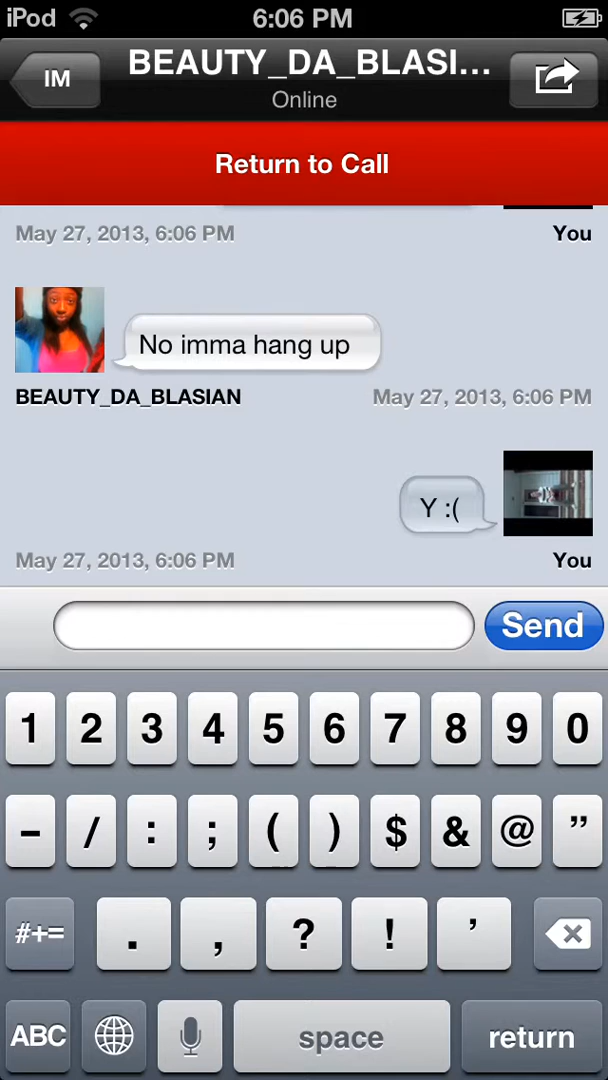 iPod 6:06 PM
IM BEAUTY_DA_BLASI...
Online
Return to Call
May 27, 2013, 6:06 PM You
No imma hang up
BEAUTY_DA_BLASIAN May 27, 2013, 6:06 PM
Y :(
May 27, 2013, 6:06 PM You
Send
1 2 3 4 5 6 7 8 9 0
- / : ; ( ) $ & @ ”
#+= . , ? ! ’
ABC space return